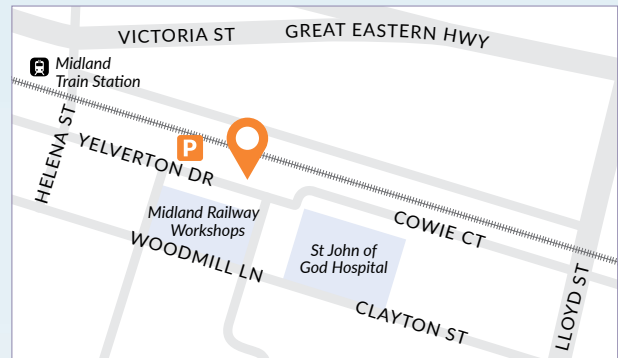 VICTORIA ST
GREAT EASTERN HWY
Midland
Train Station
HELENA ST
P
YELVERTON DR
Midland Railway
Workshops
COWIE CT
St John of
God Hospital
WOODMILL LN
LLOYD ST
CLAYTON ST